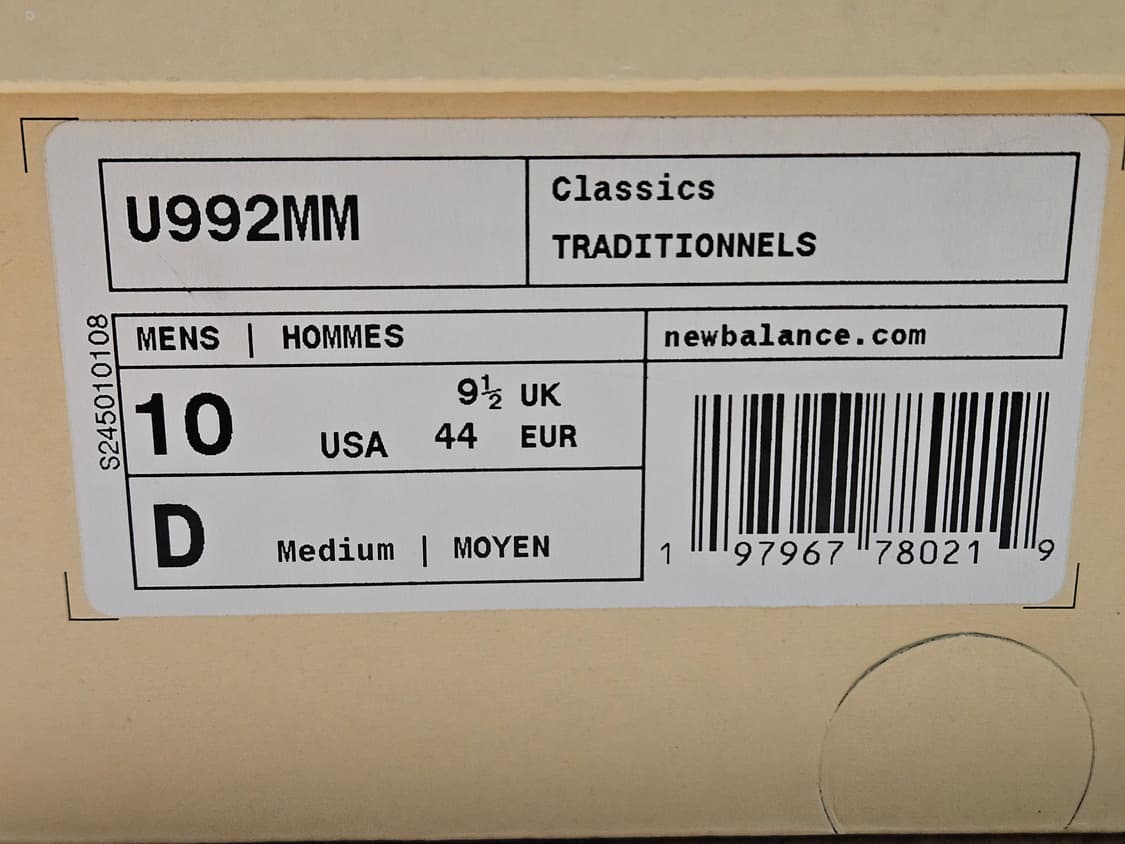 U992MM
Classics
TRADITIONNELS
S245010108
MENS | HOMMES
newbalance.com
10 USA
9½ UK
44 EUR
D Medium | MOYEN
1 97967 78021 9